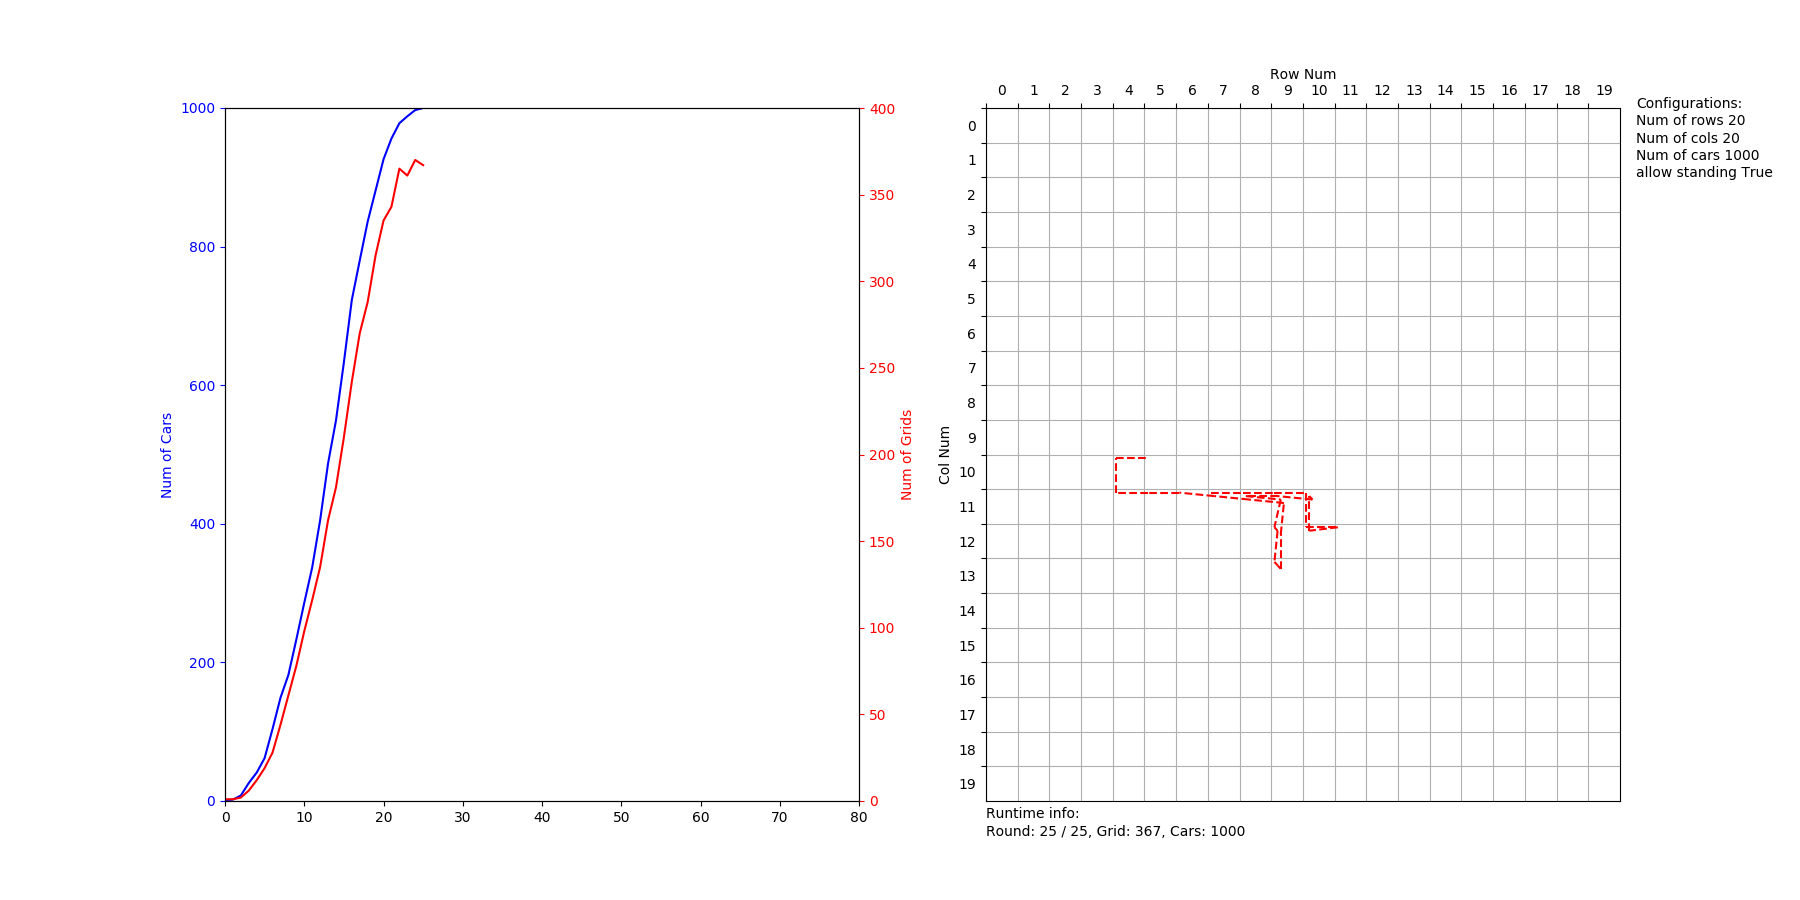 1000
800
600
400
200
0
Num of Cars
0 10 20 30 40 50 60 70 80
400
350
300
250
200
150
100
50
0
Num of Grids
Row Num
0 1 2 3 4 5 6 7 8 9 10 11 12 13 14 15 16 17 18 19
Col Num
0
1
2
3
4
5
6
7
8
9
10
11
12
13
14
15
16
17
18
19
Configurations:
Num of rows 20
Num of cols 20
Num of cars 1000
allow standing True
Runtime info:
Round: 25 / 25, Grid: 367, Cars: 1000